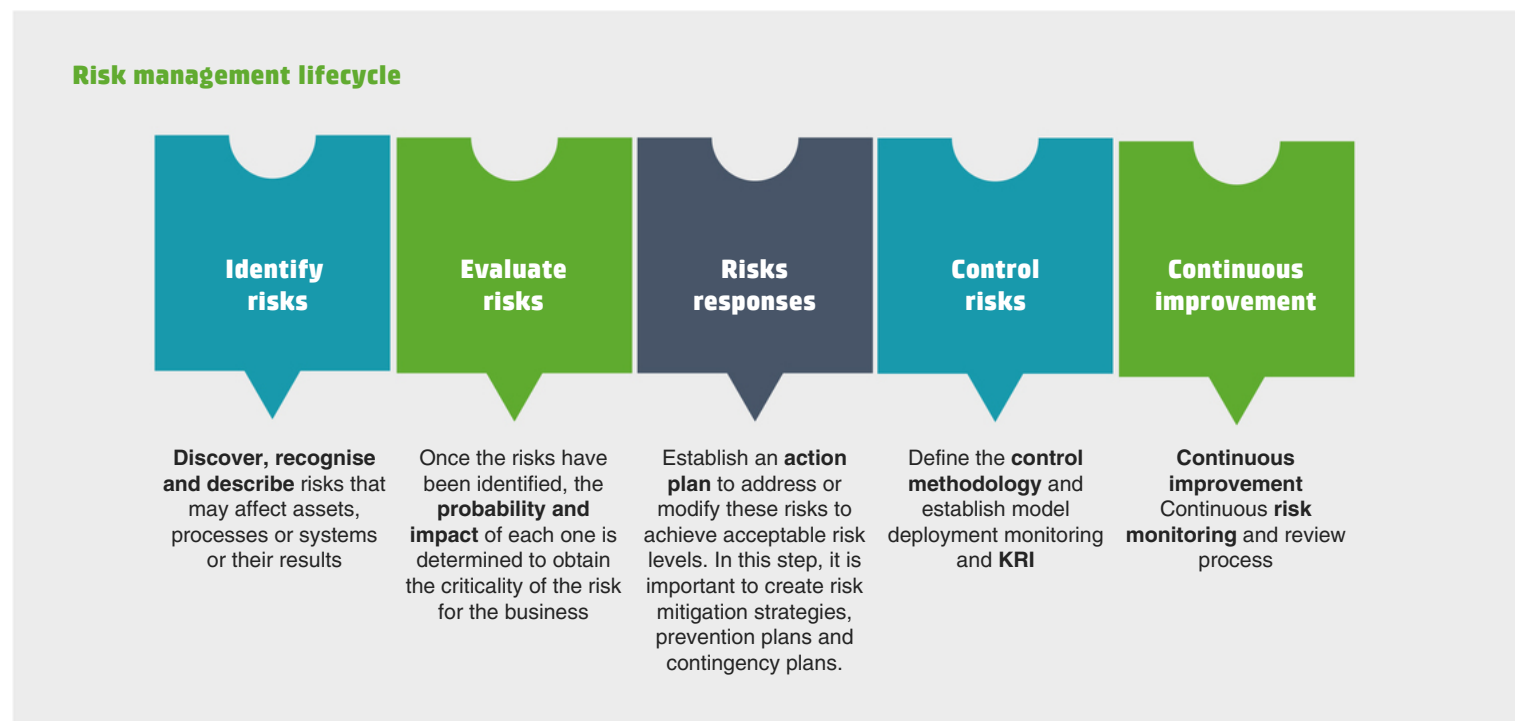 Risk management lifecycle
Identify
risks
Evaluate
risks
Risks
responses
Control
risks
Continuous
improvement
Discover, recognise
and describe risks that
may affect assets,
processes or systems
or their results
Once the risks have
been identified, the
probability and
impact of each one is
determined to obtain
the criticality of the risk
for the business
Establish an action
plan to address or
modify these risks to
achieve acceptable risk
levels. In this step, it is
important to create risk
mitigation strategies,
prevention plans and
contingency plans.
Define the control
methodology and
establish model
deployment monitoring
and KRI
Continuous
improvement
Continuous risk
monitoring and review
process